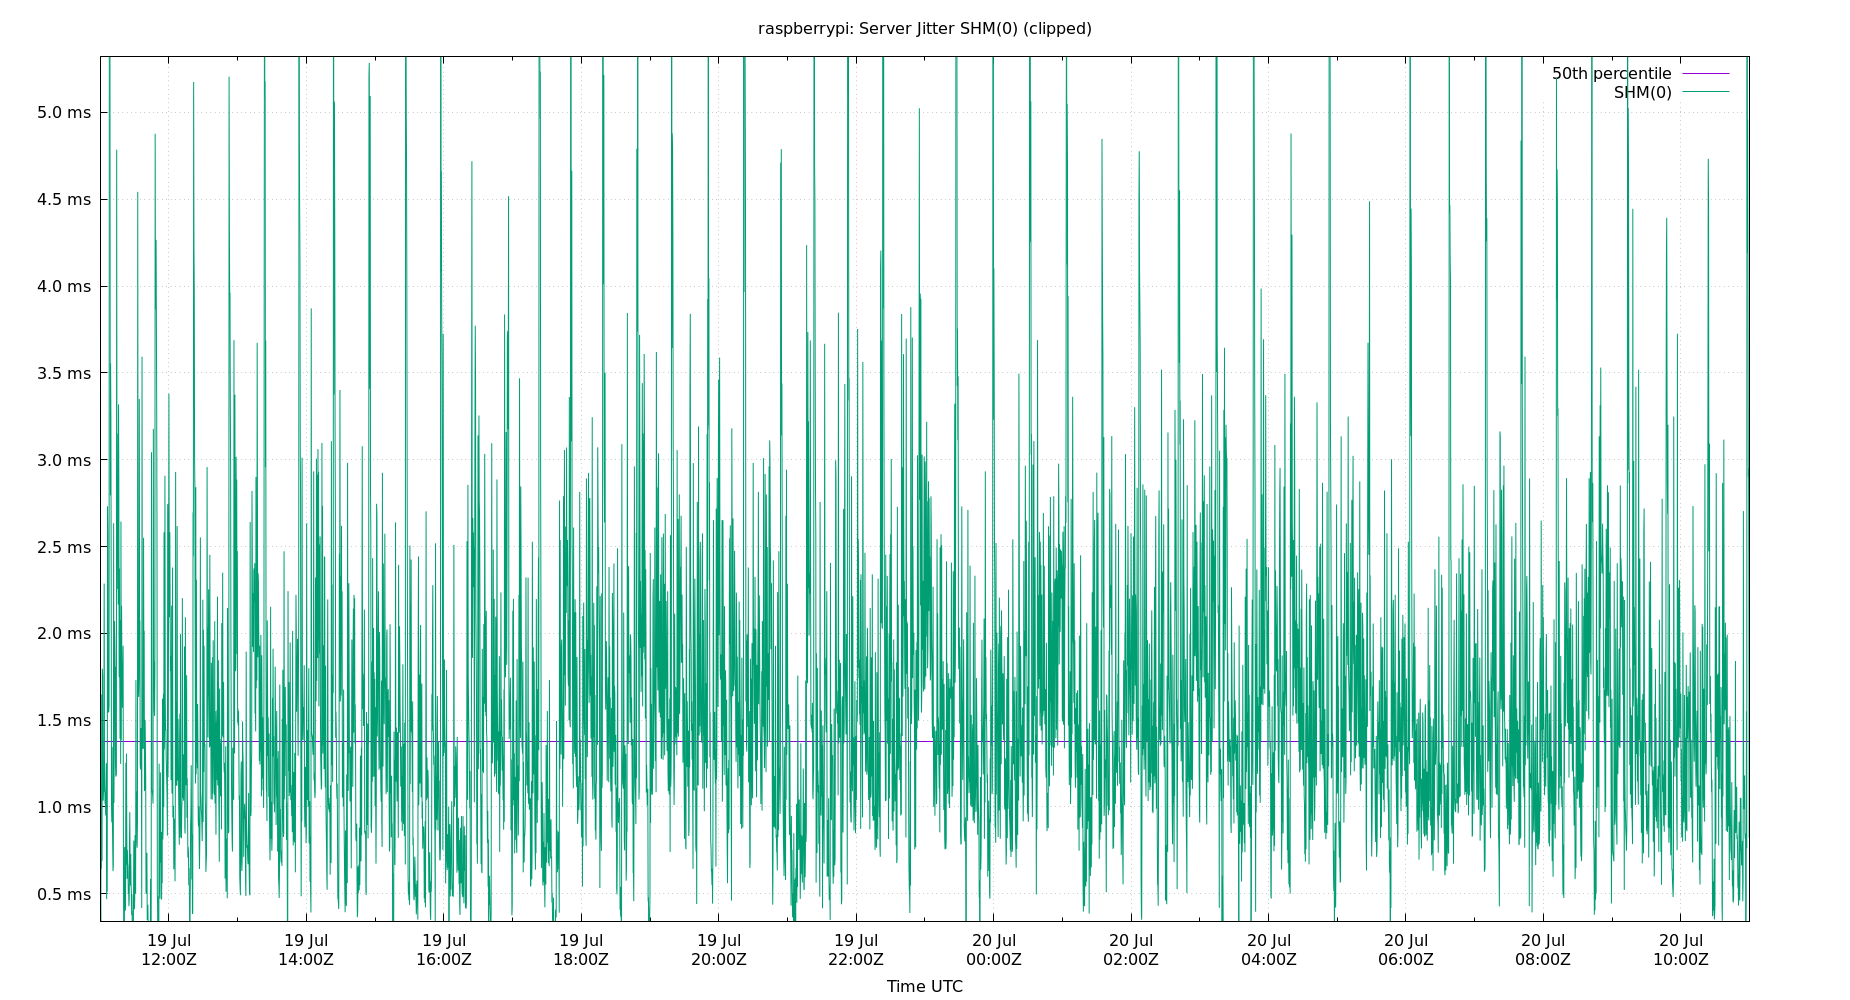 raspberrypi: Server Jitter SHM(0) (clipped)
50th percentile
SHM(0)
5.0 ms
4.5 ms
4.0 ms
3.5 ms
3.0 ms
2.5 ms
2.0 ms
1.5 ms
1.0 ms
0.5 ms
19 Jul 19 Jul 19 Jul 19 Jul 19 Jul 19 Jul 20 Jul 20 Jul 20 Jul 20 Jul 20 Jul 20 Jul
12:00Z 14:00Z 16:00Z 18:00Z 20:00Z 22:00Z 00:00Z 02:00Z 04:00Z 06:00Z 08:00Z 10:00Z
Time UTC